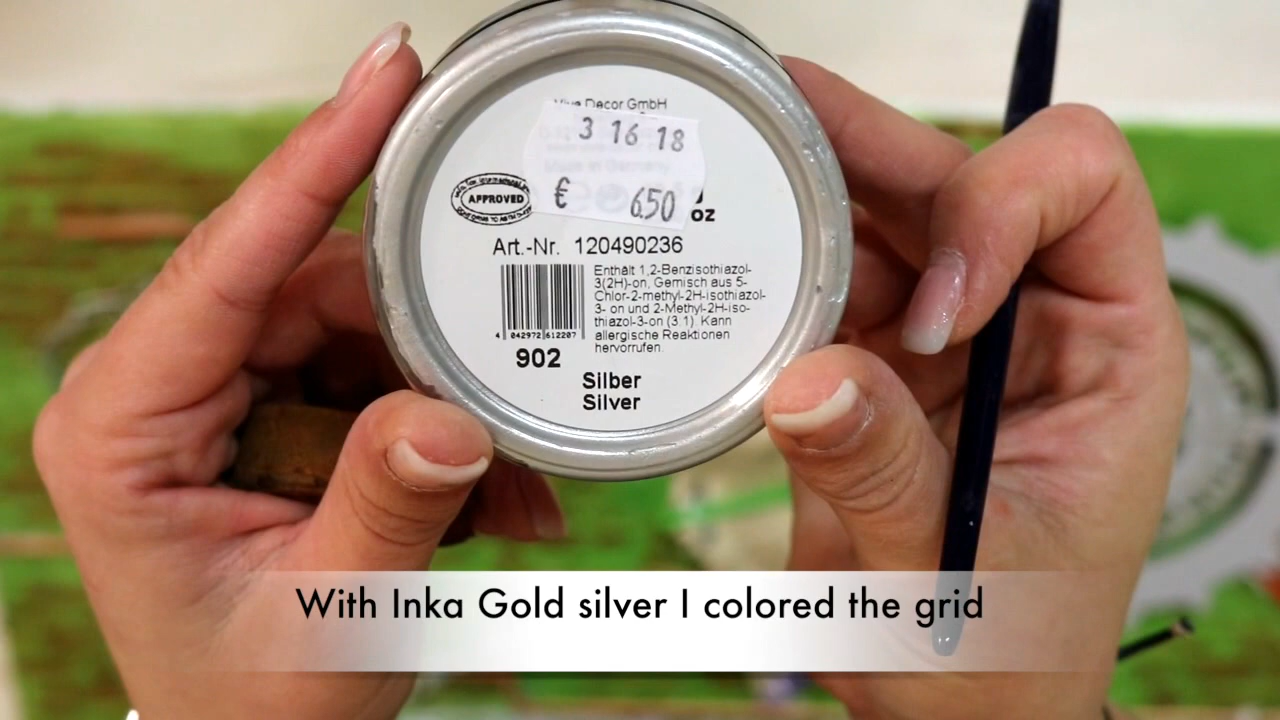 Decor GmbH
3 16 18
Made in Germany
€ 6.50
oz
APPROVED
Art.-Nr. 120490236
Enthält 1,2-Benzisothiazol-
3(2H)-on, Gemisch aus 5-
Chlor-2-methyl-2H-isothiazol-
3- on und 2-Methyl-2H-iso-
thiazol-3-on (3:1). Kann
allergische Reaktionen
hervorrufen.
4 042972 612207
902
Silber
Silver
With Inka Gold silver I colored the grid